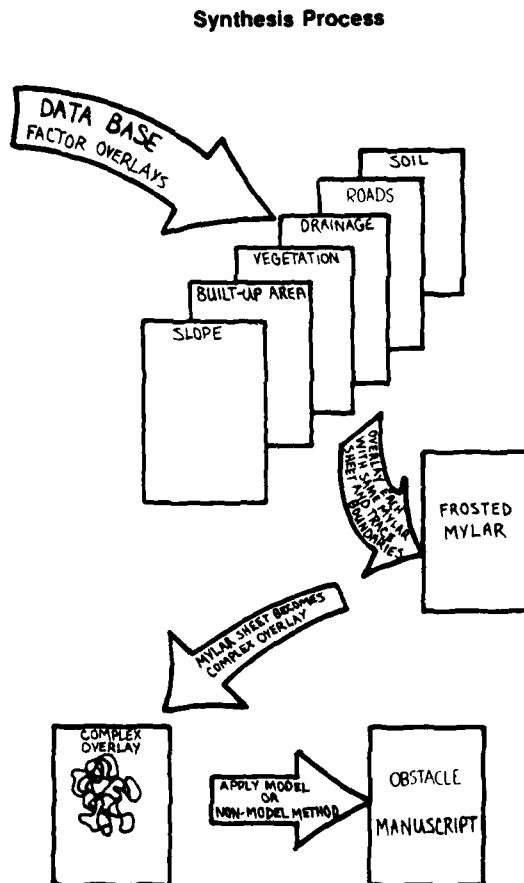 Synthesis Process
DATA BASE
FACTOR OVERLAYS
SOIL
ROADS
DRAINAGE
VEGETATION
BUILT-UP AREA
SLOPE
OVERLAY EACH
WITH SAME MYLAR
SHEET AND TRACE
BOUNDARIES
FROSTED
MYLAR
MYLAR SHEET BECOMES
COMPLEX OVERLAY
COMPLEX
OVERLAY
APPLY MODEL
OR
NON-MODEL METHOD
OBSTACLE
MANUSCRIPT